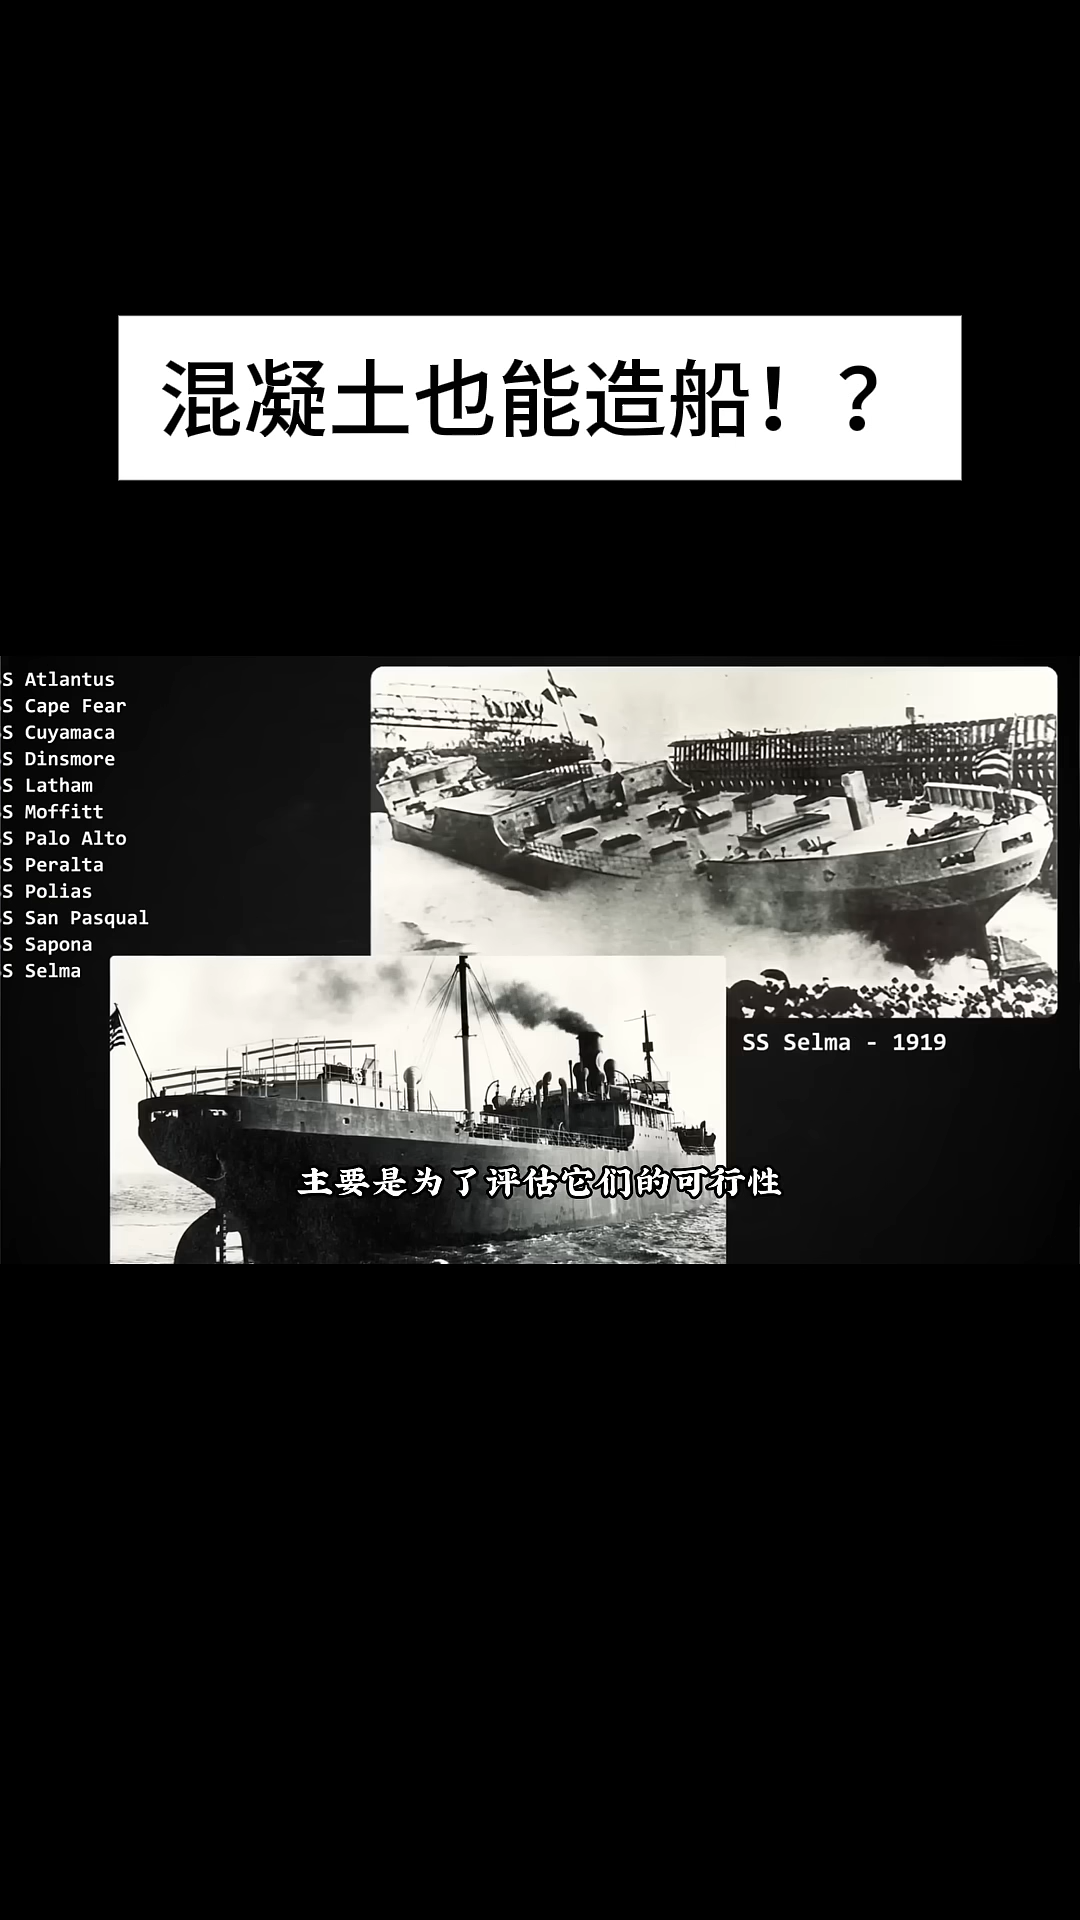 混凝土也能造船！？
S Atlantus
S Cape Fear
S Cuyamaca
S Dinsmore
S Latham
S Moffitt
S Palo Alto
S Peralta
S Polias
S San Pasqual
S Sapona
S Selma
SS Selma - 1919
主要是为了评估它们的可行性